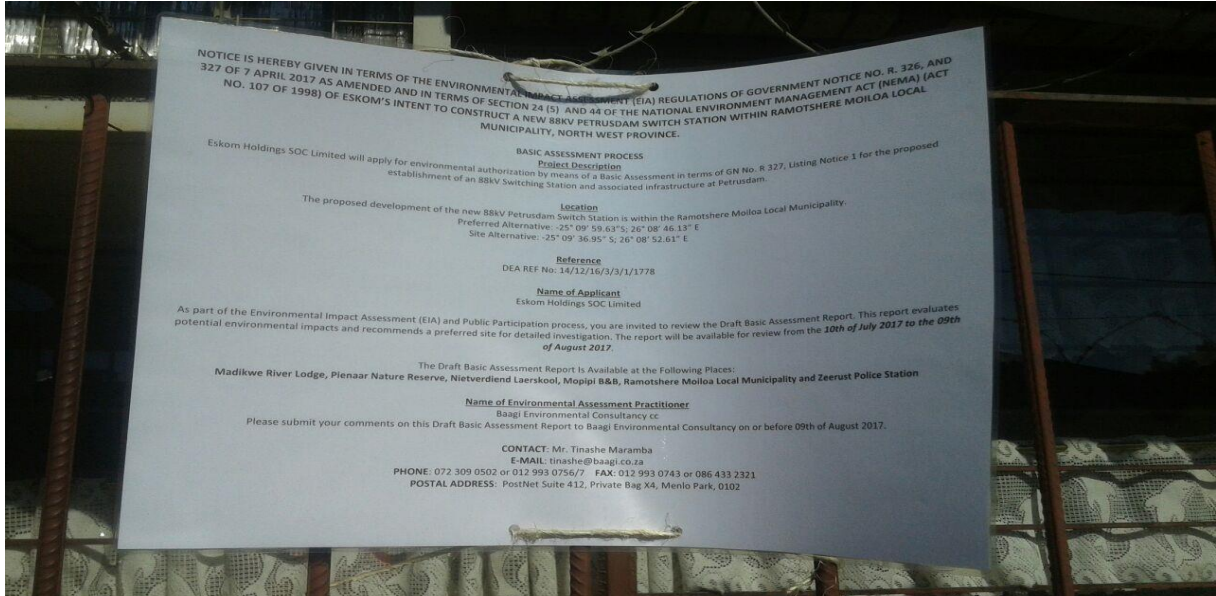 NOTICE IS HEREBY GIVEN IN TERMS OF THE ENVIRONMENTAL IMPACT ASSESSMENT (EIA) REGULATIONS OF GOVERNMENT NOTICE NO. R. 326, AND
327 OF 7 APRIL 2017 AS AMENDED AND IN TERMS OF SECTION 24 (5) AND 44 OF THE NATIONAL ENVIRONMENT MANAGEMENT ACT (NEMA) (ACT
NO. 107 OF 1998) OF ESKOM'S INTENT TO CONSTRUCT A NEW 88KV PETRUSDAM SWITCH STATION WITHIN RAMOTSHERE MOILOA LOCAL
MUNICIPALITY, NORTH WEST PROVINCE.
BASIC ASSESSMENT PROCESS
Project Description
Eskom Holdings SOC Limited will apply for environmental authorization by means of a Basic Assessment in terms of GN No. R 327, Listing Notice 1 for the proposed
establishment of an 88kV Switching Station and associated infrastructure at Petrusdam.
Location
The proposed development of the new 88kV Petrusdam Switch Station is within the Ramotshere Moiloa Local Municipality.
Preferred Alternative: -25° 09' 59.63"S; 26° 08' 46.13" E
Site Alternative: -25° 09' 36.95" S; 26° 08' 52.61" E
Reference
DEA REF No: 14/12/16/3/3/1/1778
Name of Applicant
Eskom Holdings SOC Limited
As part of the Environmental Impact Assessment (EIA) and Public Participation process, you are invited to review the Draft Basic Assessment Report. This report evaluates
potential environmental impacts and recommends a preferred site for detailed investigation. The report will be available for review from the 10th of July 2017 to the 09th
of August 2017.
The Draft Basic Assessment Report Is Available at the Following Places:
Madikwe River Lodge, Pienaar Nature Reserve, Nietverdiend Laerskool, Mopipi B&B, Ramotshere Moiloa Local Municipality and Zeerust Police Station
Name of Environmental Assessment Practitioner
Baagi Environmental Consultancy cc
Please submit your comments on this Draft Basic Assessment Report to Baagi Environmental Consultancy on or before 09th of August 2017.
CONTACT: Mr. Tinashe Maramba
E-MAIL: tinashe@baagi.co.za
PHONE: 072 309 0502 or 012 993 0756/7 FAX: 012 993 0743 or 086 433 2321
POSTAL ADDRESS: PostNet Suite 412, Private Bag X4, Menlo Park, 0102